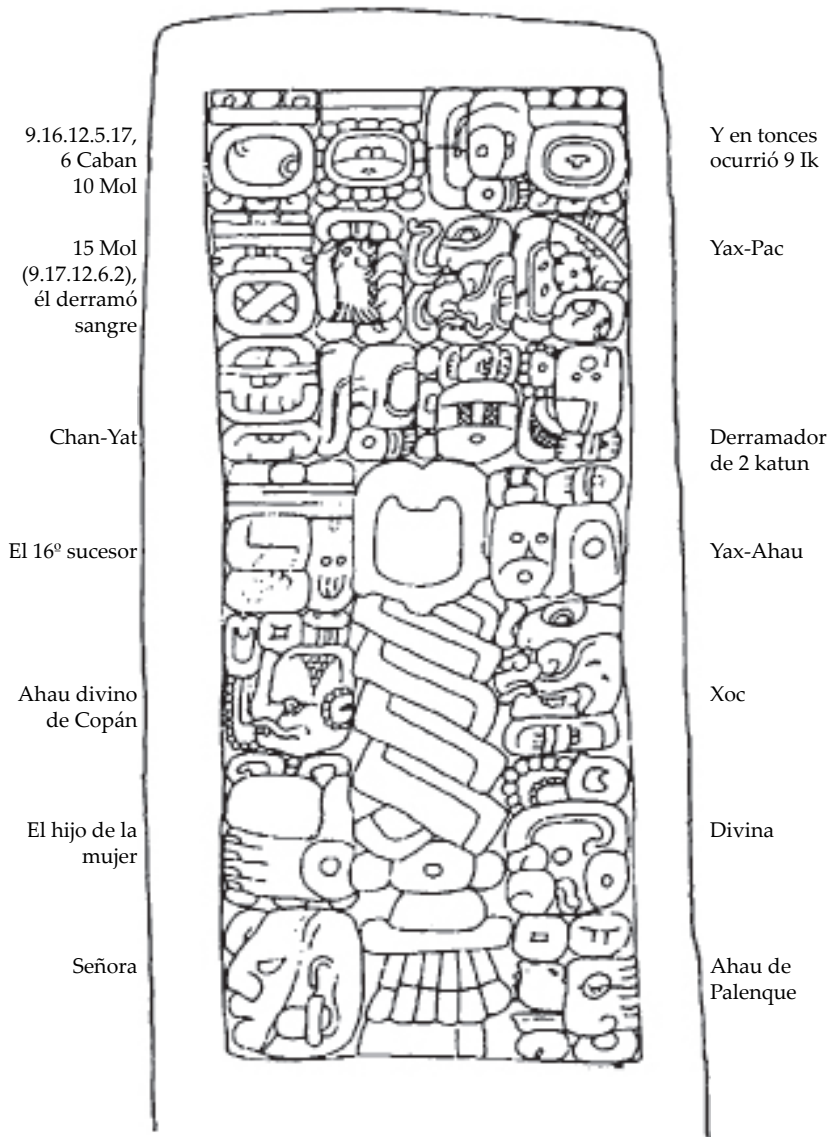 9.16.12.5.17,
6 Caban
10 Mol
Y en tonces
ocurrió 9 Ik
15 Mol
(9.17.12.6.2),
él derramó
sangre
Yax-Pac
Chan-Yat
Derramador
de 2 katun
El 16º sucesor
Yax-Ahau
Ahau divino
de Copán
Xoc
El hijo de la
mujer
Divina
Señora
Ahau de
Palenque